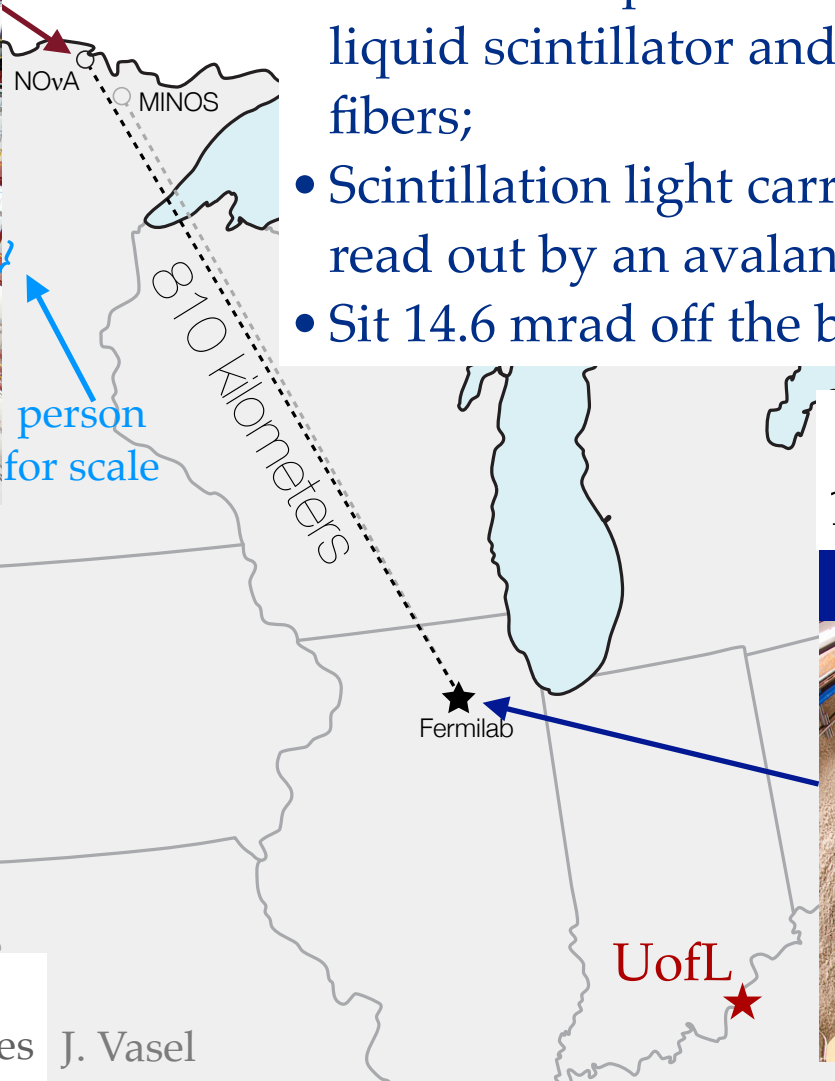 liquid scintillator and
fibers;
• Scintillation light carr
read out by an avalan
• Sit 14.6 mrad off the b
NOνA
MINOS
810 kilometers
person
for scale
Fermilab
UofL
es J. Vasel